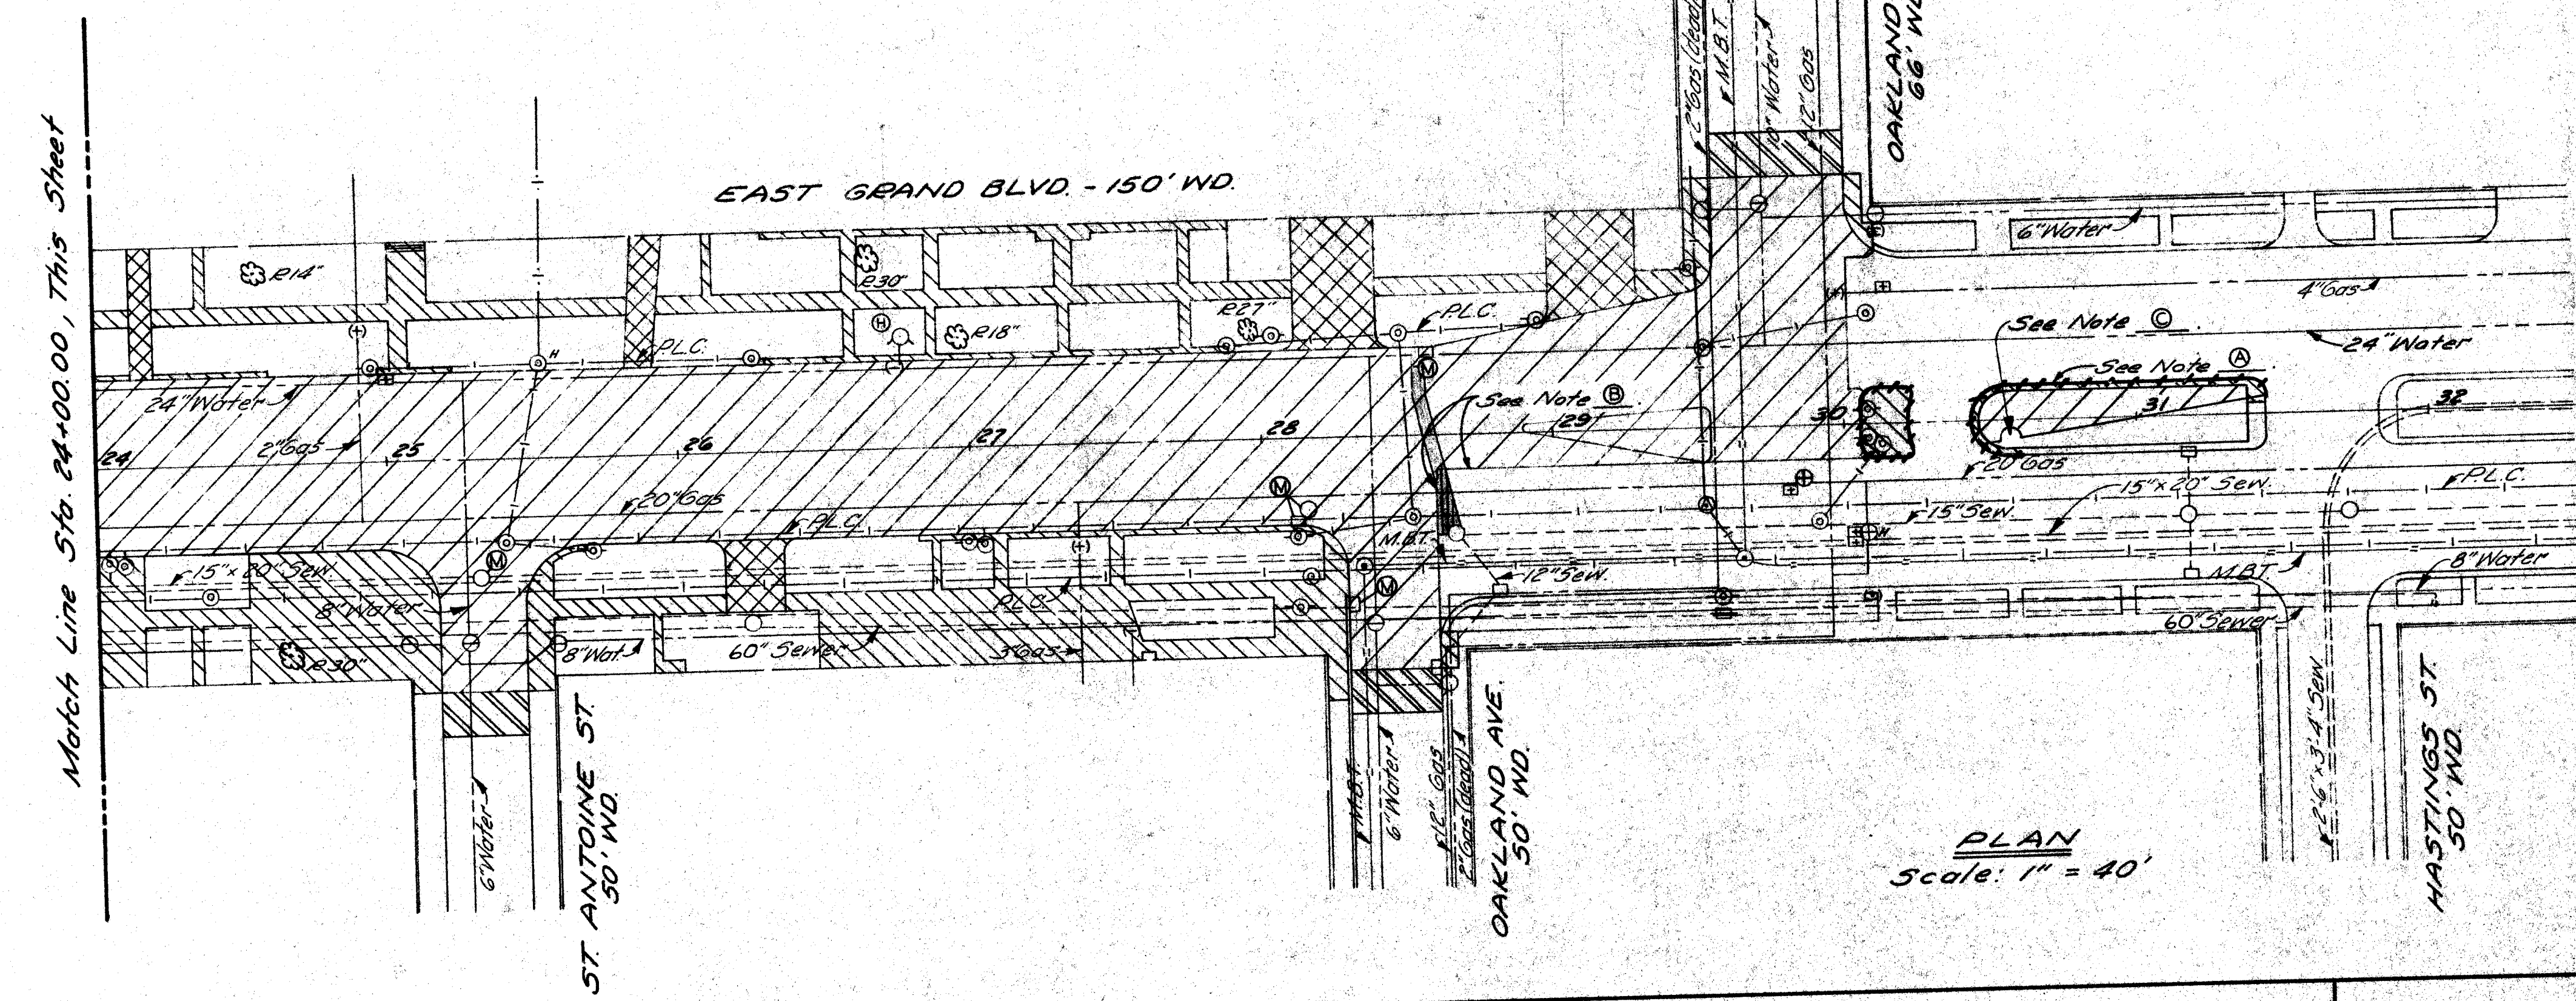 Match Line Sta. 24+00.00, This Sheet
EAST GRAND BLVD. - 150' WD.
2" Gas (dead)
M.B.T.
10" Water
12" Gas
OAKLAND
66' WD
R14"
R30"
R18"
R27"
P.L.C.
P.L.C.
H
H
6" Water
4" Gas
24" Water
See Note C
See Note A
See Note B
24" Water
2" Gas
24
25
26
27
28
29
30
31
32
M
20" Gas
P.L.C.
M
20" Gas
15" x 20" Sew.
P.L.C.
15" Sew.
A
H
M.B.T.
M
15" x 20" Sew
8" Water
R30"
8" Wat.
60" Sewer
P.L.C.
3" Gas
M
12" Sew.
M.B.T.
8" Water
60" Sewer
6" Water
ST. ANTOINE ST.
50' WD.
M.B.T.
6" Water
12" Gas
2" Gas (dead)
OAKLAND AVE.
50' WD.
2'6" x 3'4" Sew
HASTINGS ST.
50' WD.
PLAN
Scale: 1" = 40'